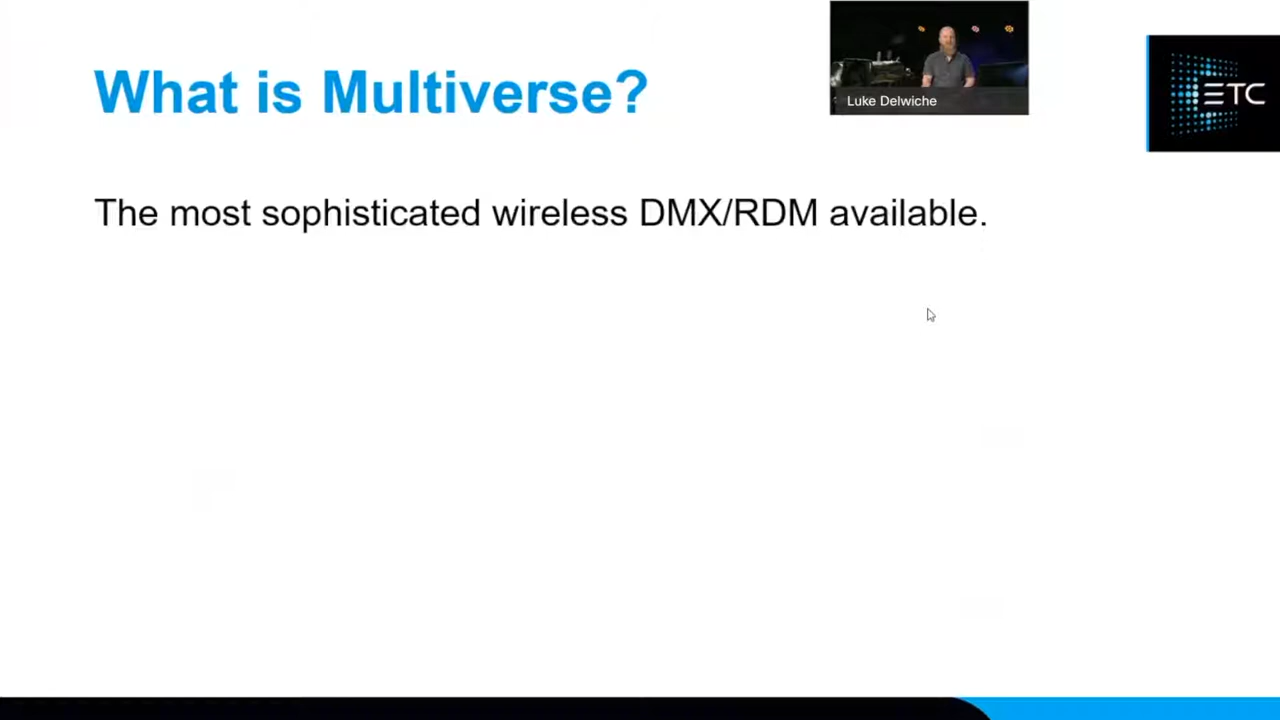 What is Multiverse?
Luke Delwiche
ETC
The most sophisticated wireless DMX/RDM available.